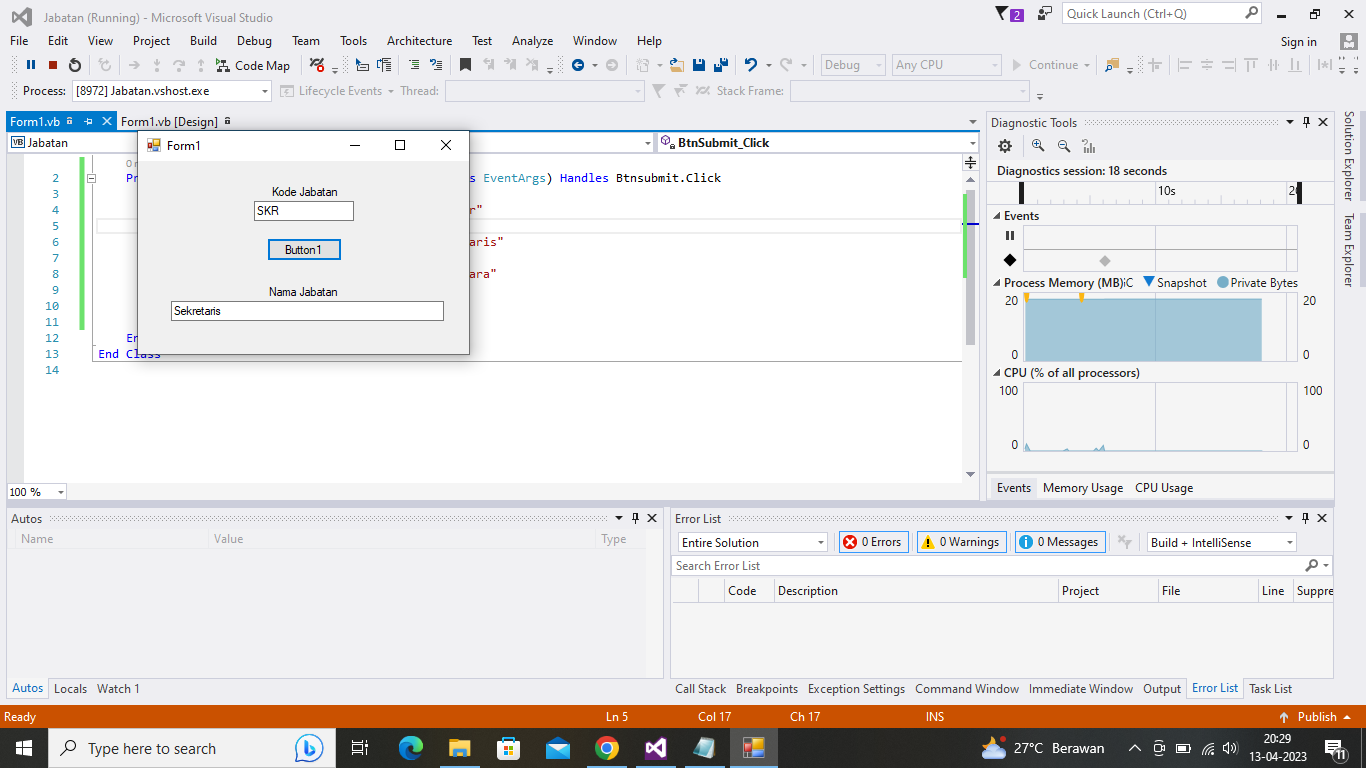 Jabatan (Running) - Microsoft Visual Studio
2
Quick Launch (Ctrl+Q)
File Edit View Project Build Debug Team Tools Architecture Test Analyze Window Help
Sign in
Code Map
Debug
Any CPU
Continue
Process: [8972] Jabatan.vshost.exe
Lifecycle Events
Thread:
Stack Frame:
Form1.vb
Form1.vb [Design]
VB Jabatan
BtnSubmit_Click
Form1
Kode Jabatan
SKR
Button1
Nama Jabatan
Sekretaris
2
s EventArgs) Handles Btnsubmit.Click
3
4
r"
5
6
aris"
7
8
ara"
9
10
11
12
En
13
End Class
14
100 %
Diagnostic Tools
Diagnostics session: 18 seconds
10s
Events
Process Memory (MB)
Snapshot
Private Bytes
20
20
0
0
CPU (% of all processors)
100
100
0
0
Events Memory Usage CPU Usage
Solution Explorer
Team Explorer
Autos
Name Value Type
Autos Locals Watch 1
Error List
Entire Solution
0 Errors
0 Warnings
0 Messages
Build + IntelliSense
Search Error List
Code Description Project File Line Suppre
Call Stack Breakpoints Exception Settings Command Window Immediate Window Output Error List Task List
Ready
Ln 5
Col 17
Ch 17
INS
Publish
Type here to search
27°C Berawan
20:29
13-04-2023
11